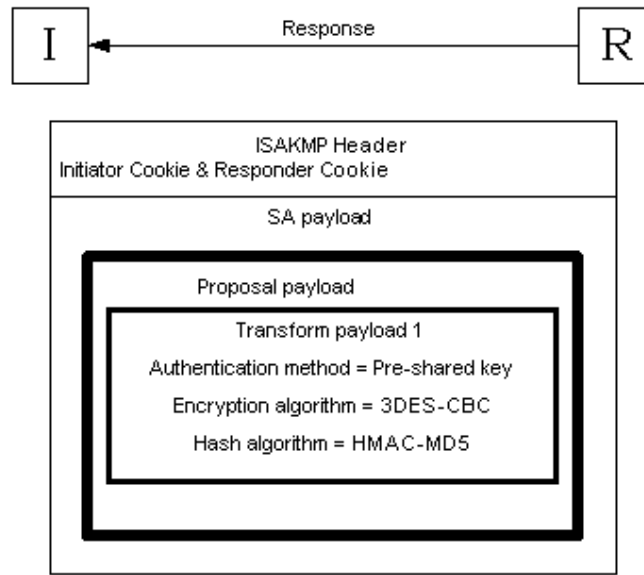 I
Response
R
ISAKMP Header
Initiator Cookie & Responder Cookie
SA payload
Proposal payload
Transform payload 1
Authentication method = Pre-shared key
Encryption algorithm = 3DES-CBC
Hash algorithm = HMAC-MD5